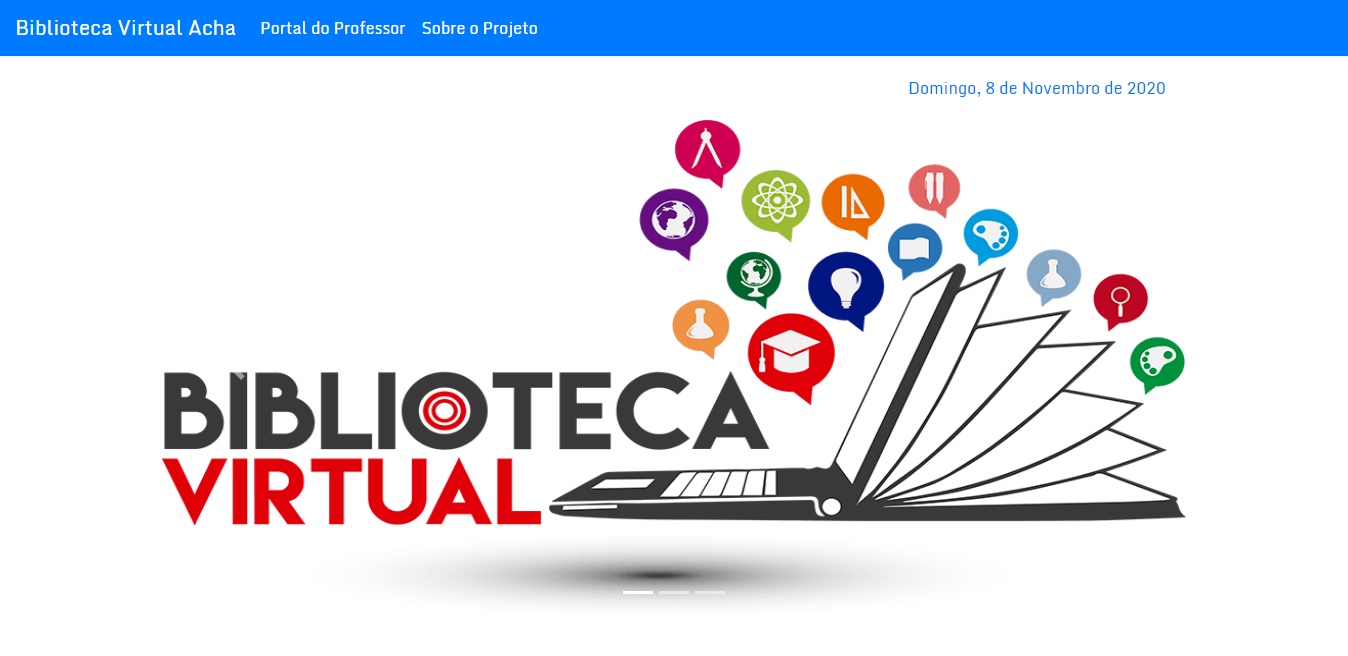 Biblioteca Virtual Acha Portal do Professor Sobre o Projeto
Domingo, 8 de Novembro de 2020
BIBLIOTECA
VIRTUAL